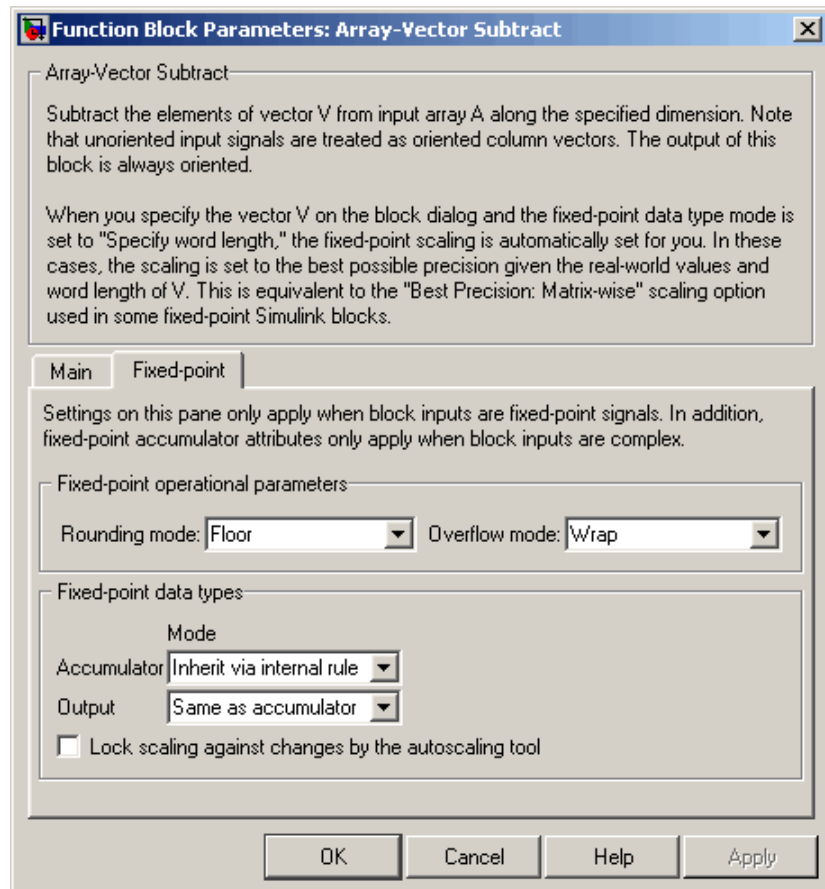 Function Block Parameters: Array-Vector Subtract
Array-Vector Subtract
Subtract the elements of vector V from input array A along the specified dimension. Note
that unoriented input signals are treated as oriented column vectors. The output of this
block is always oriented.
When you specify the vector V on the block dialog and the fixed-point data type mode is
set to "Specify word length," the fixed-point scaling is automatically set for you. In these
cases, the scaling is set to the best possible precision given the real-world values and
word length of V. This is equivalent to the "Best Precision: Matrix-wise" scaling option
used in some fixed-point Simulink blocks.
Main Fixed-point
Settings on this pane only apply when block inputs are fixed-point signals. In addition,
fixed-point accumulator attributes only apply when block inputs are complex.
Fixed-point operational parameters
Rounding mode: Floor Overflow mode: Wrap
Fixed-point data types
Mode
Accumulator Inherit via internal rule
Output Same as accumulator
Lock scaling against changes by the autoscaling tool
OK Cancel Help Apply